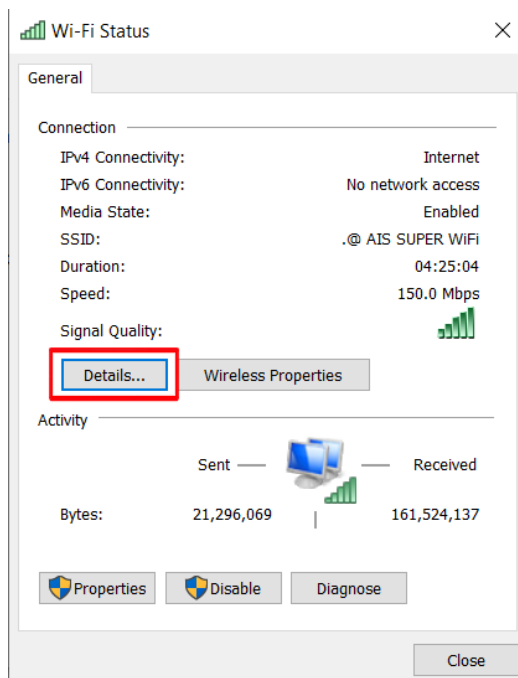 Wi-Fi Status
General
Connection
IPv4 Connectivity: Internet
IPv6 Connectivity: No network access
Media State: Enabled
SSID: .@ AIS SUPER WiFi
Duration: 04:25:04
Speed: 150.0 Mbps
Signal Quality:
Details... Wireless Properties
Activity
Sent Received
Bytes: 21,296,069 161,524,137
Properties Disable Diagnose
Close